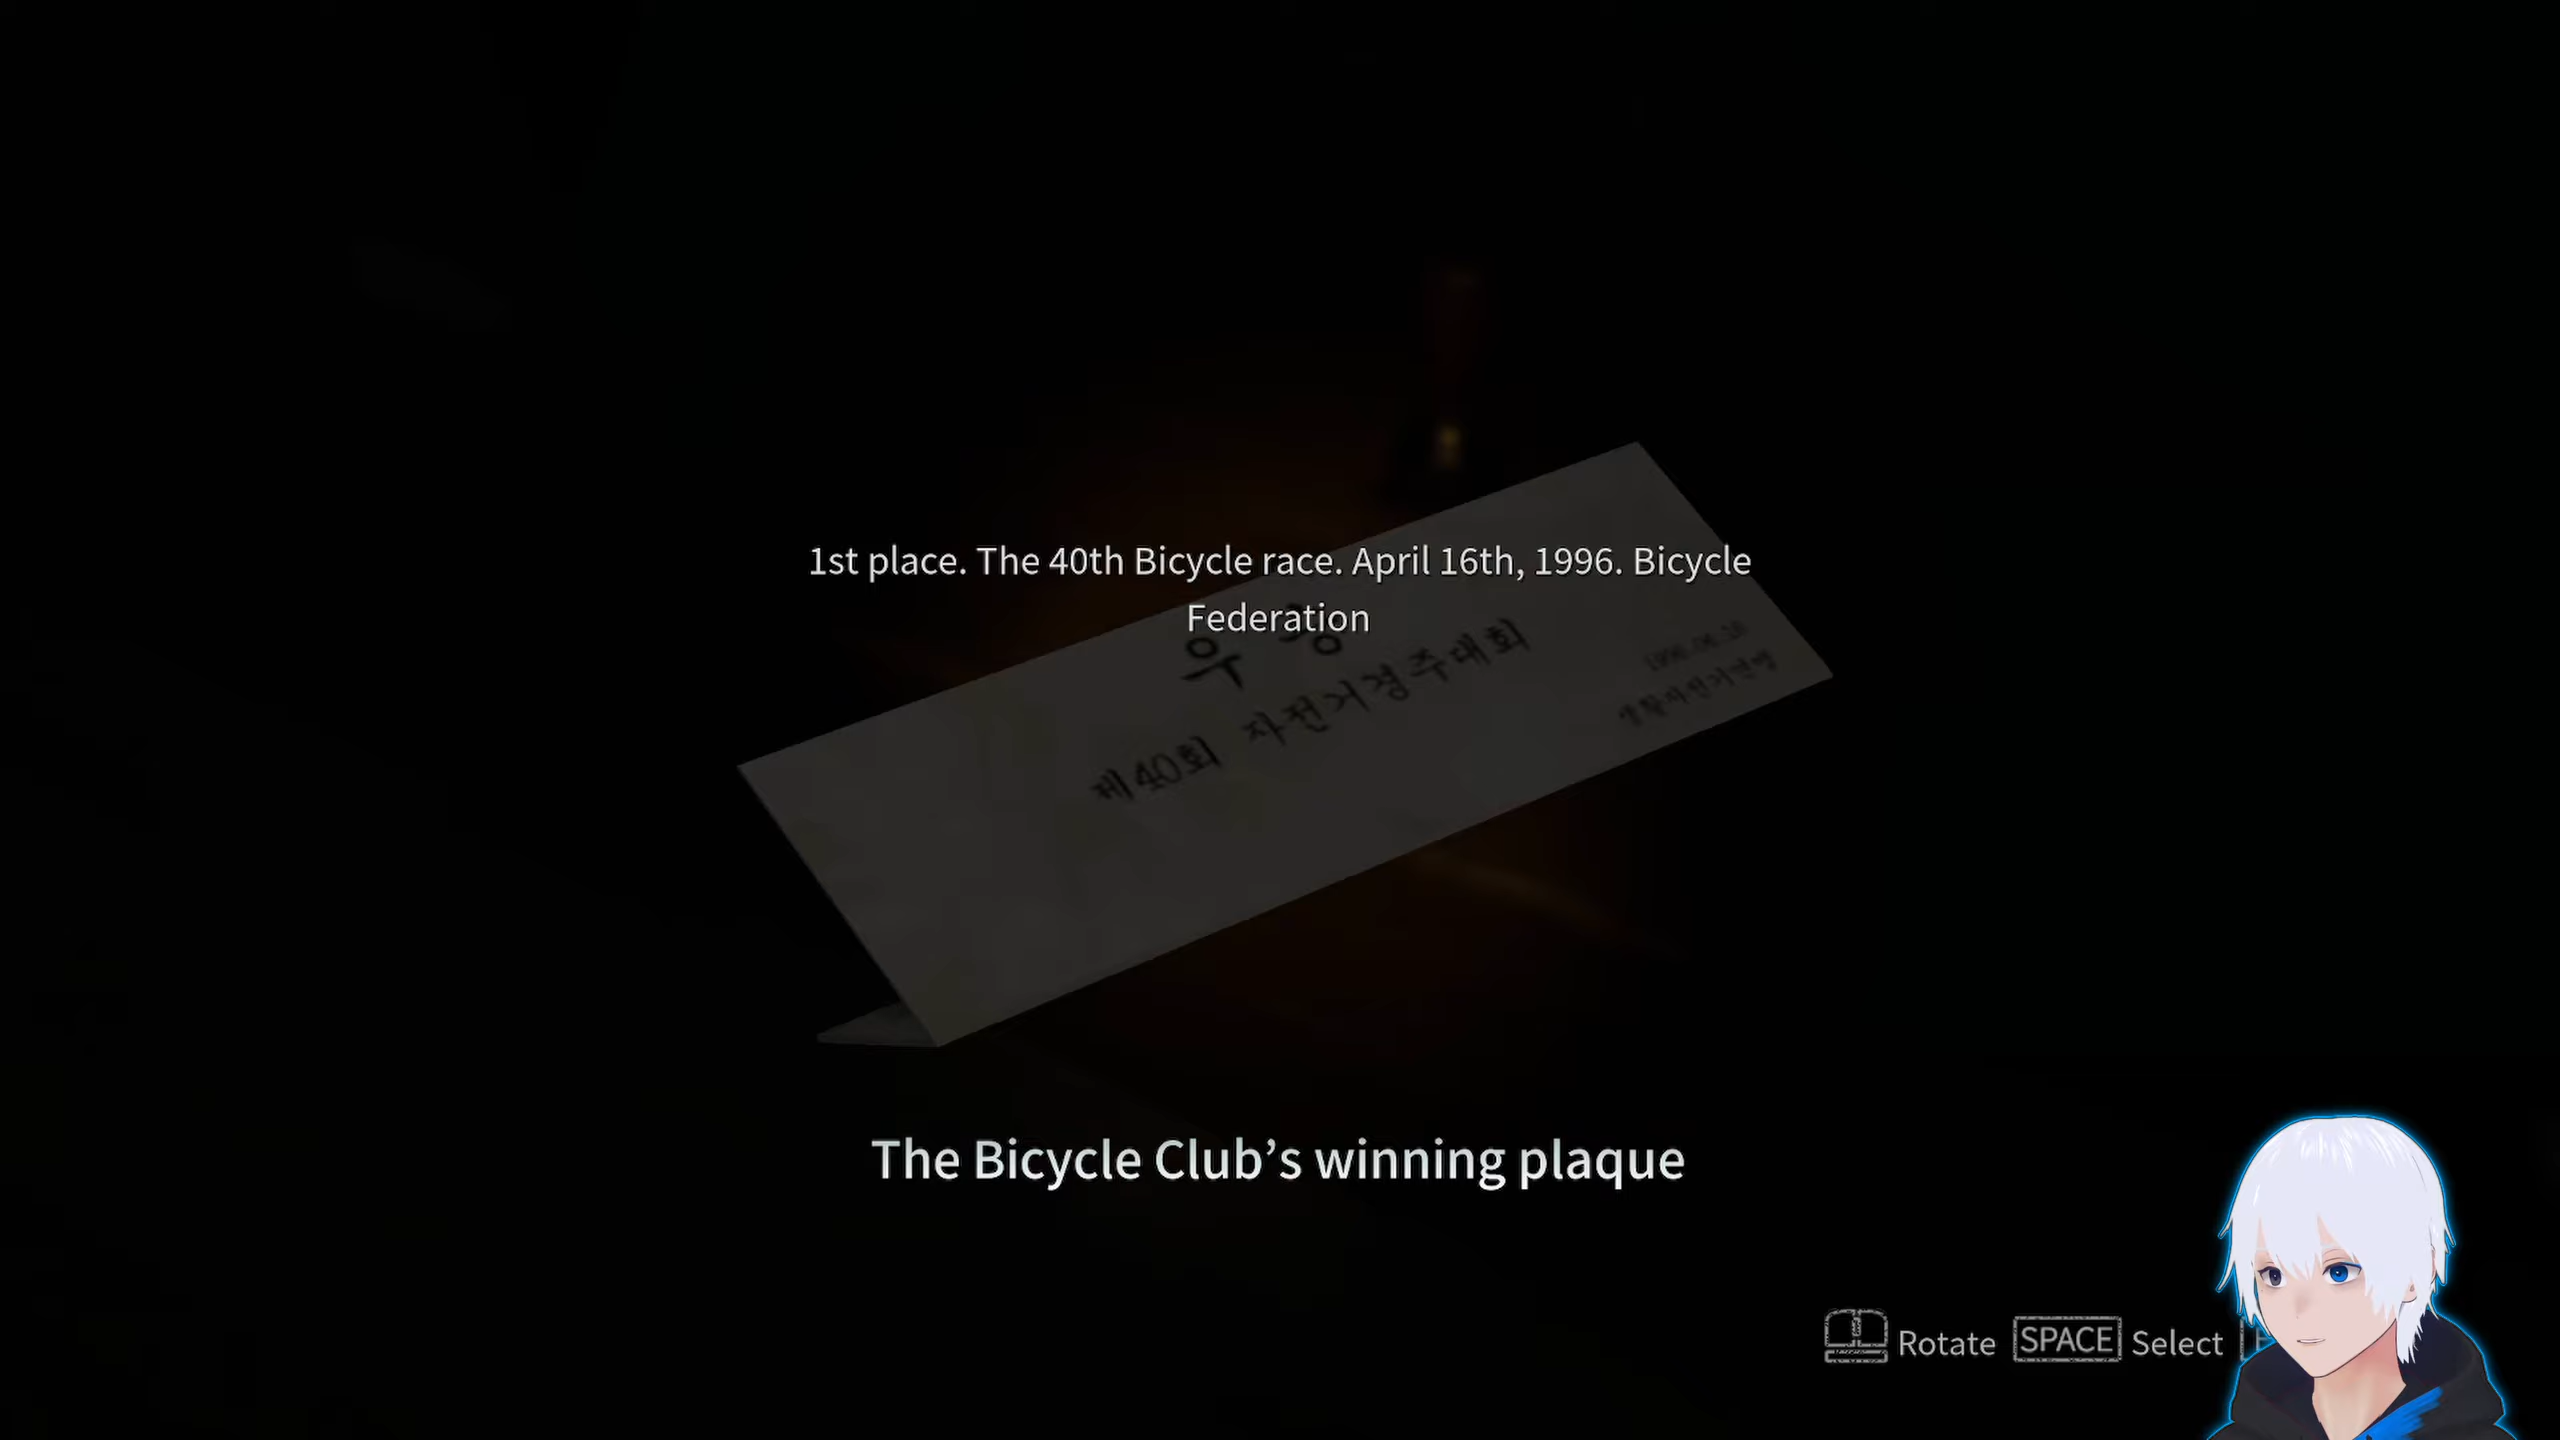 1st place. The 40th Bicycle race. April 16th, 1996. Bicycle
Federation
우
제40회 자전거경주대회
The Bicycle Club’s winning plaque
Rotate SPACE Select